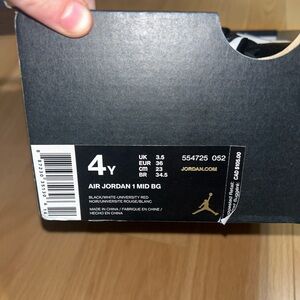 4Y
UK 3.5
EUR 36
CM 23
BR 34.5
554725 052
JORDAN.COM
AIR JORDAN 1 MID BG
BLACK/WHITE-UNIVERSITY RED
NOIR/UNIVERSITE ROUGE/BLANC
MADE IN CHINA / FABRIQUE EN CHINE /
HECHO EN CHINA